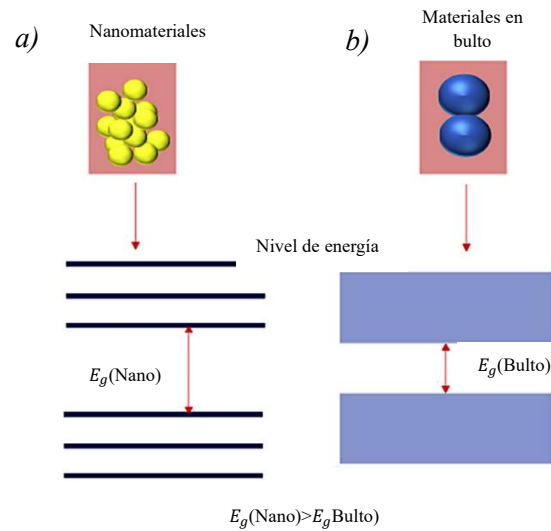 a)
Nanomateriales
b)
Materiales en
bulto
Nivel de energía
E_g(Nano)
E_g(Bulto)
E_g(Nano)>E_gBulto)